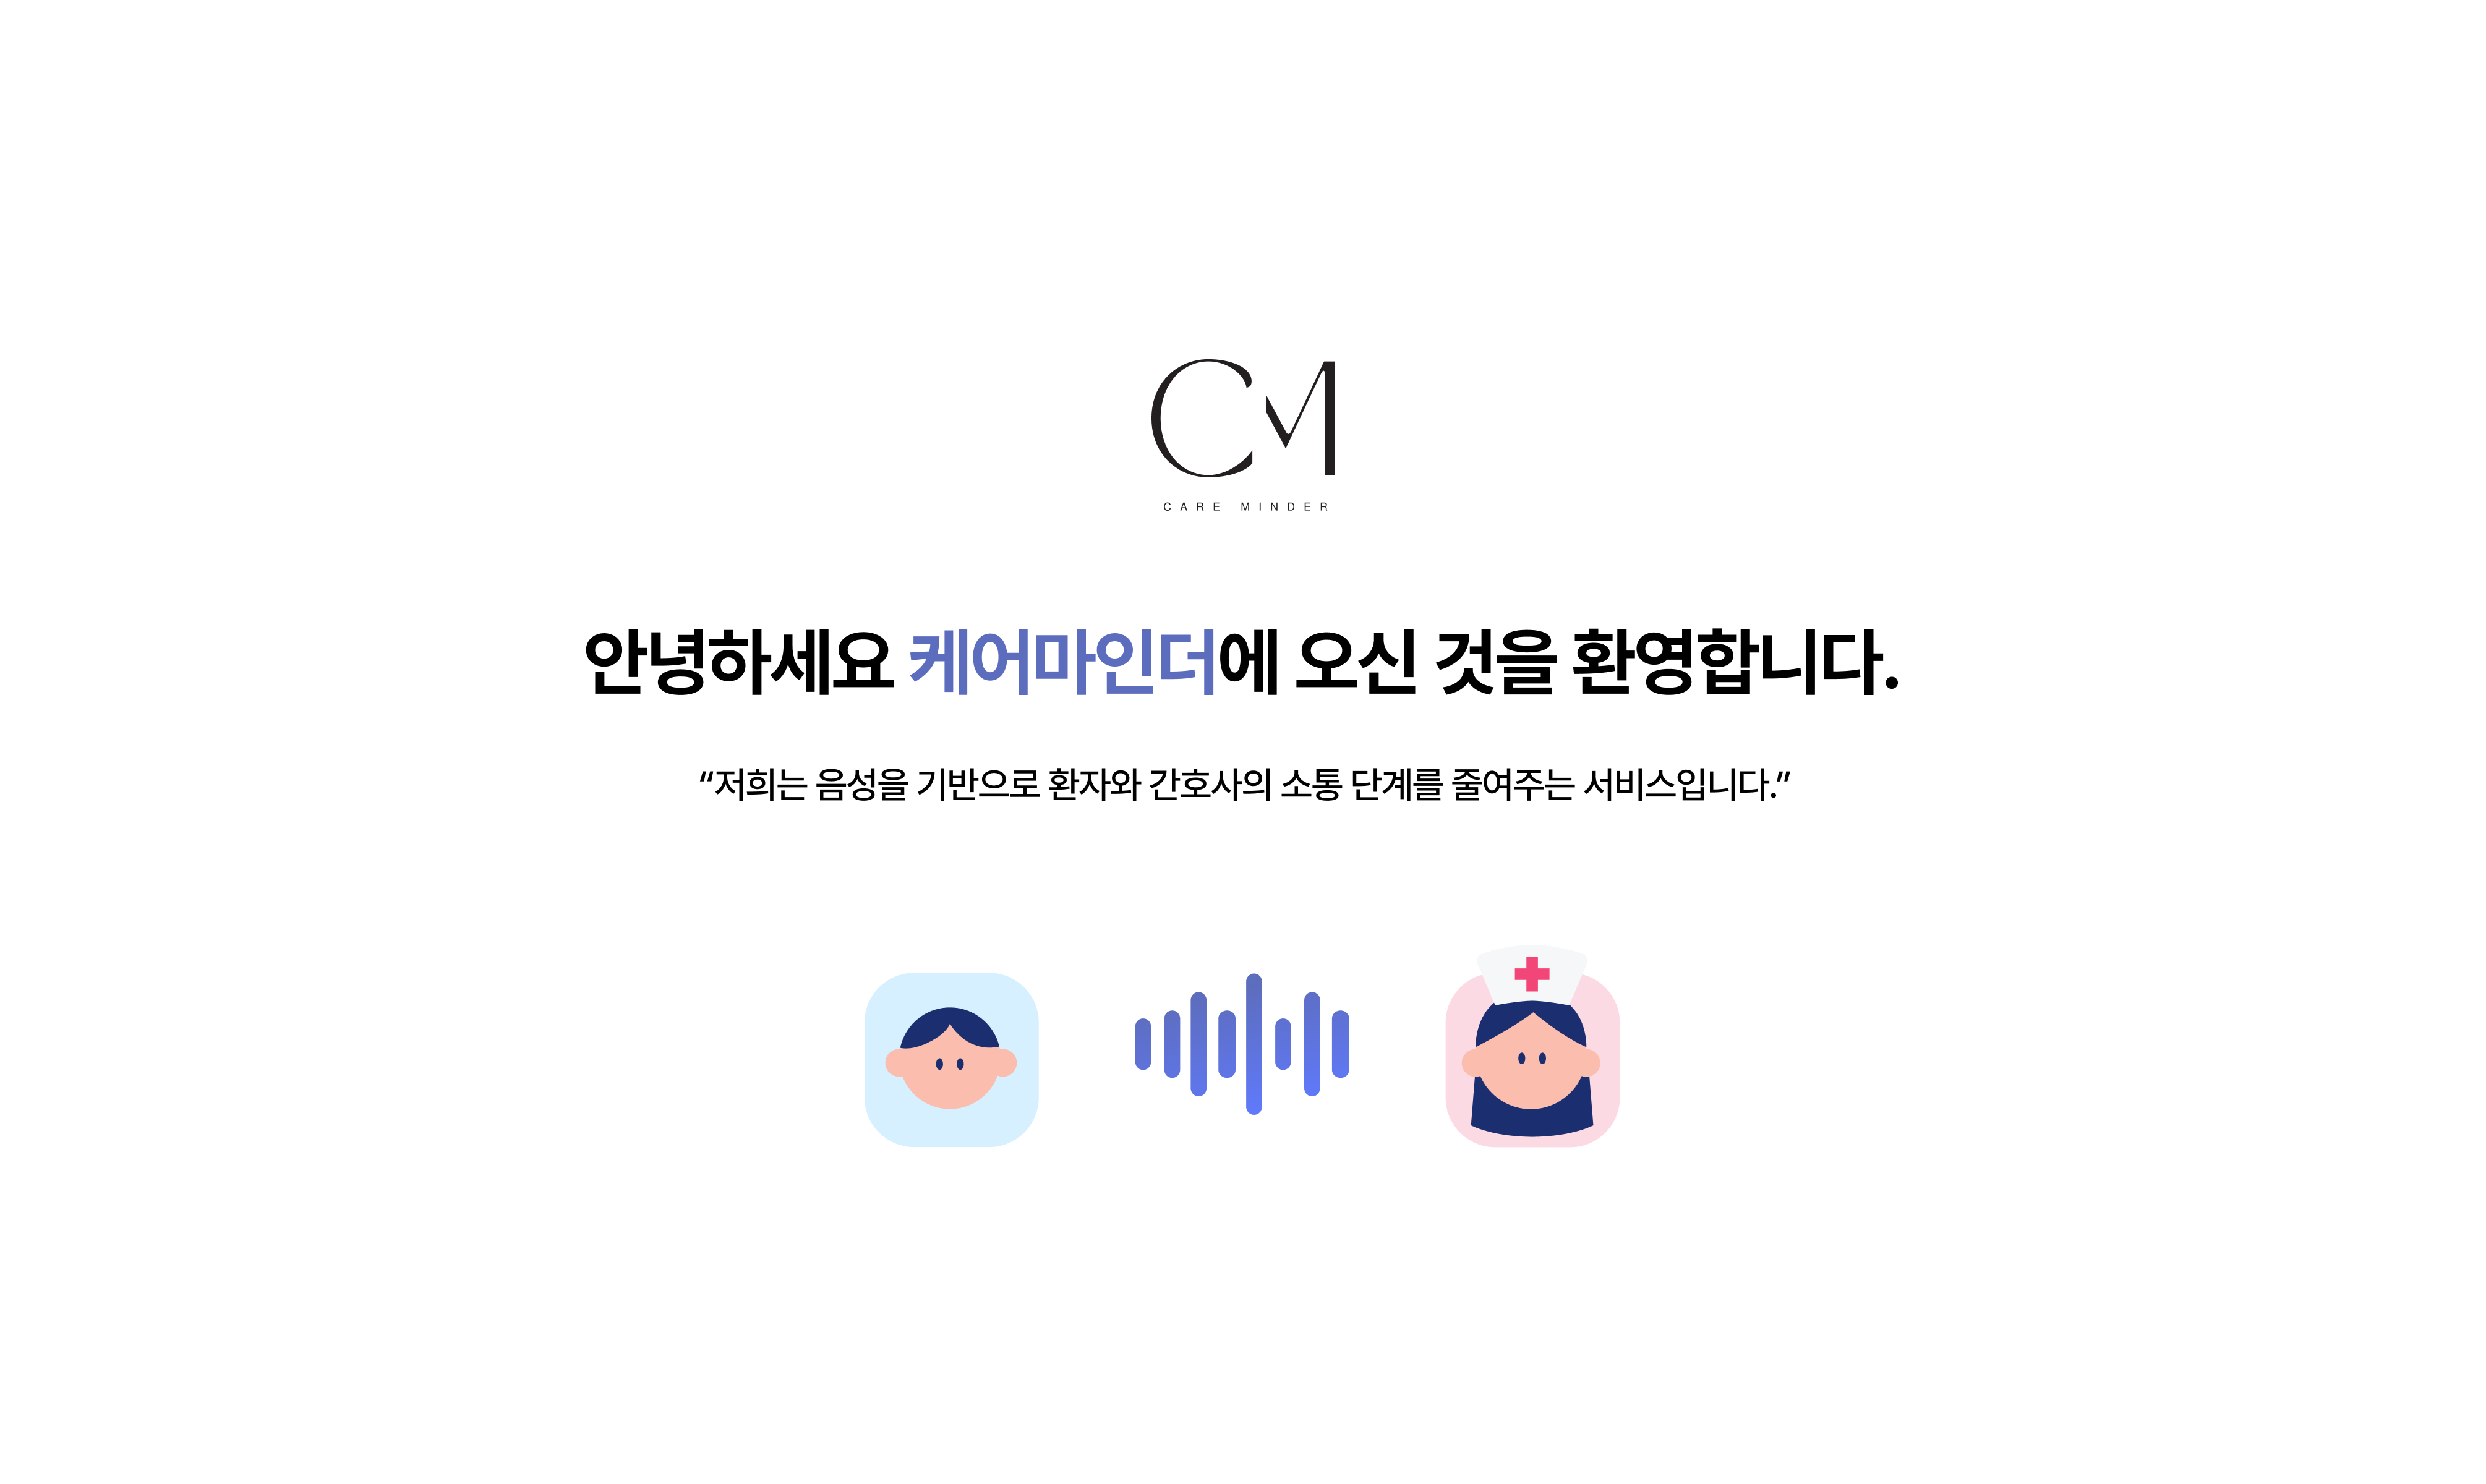 CM
CARE MINDER
안녕하세요 케어마인더에 오신 것을 환영합니다.
"저희는 음성을 기반으로 환자와 간호사의 소통 단계를 줄여주는 서비스입니다."